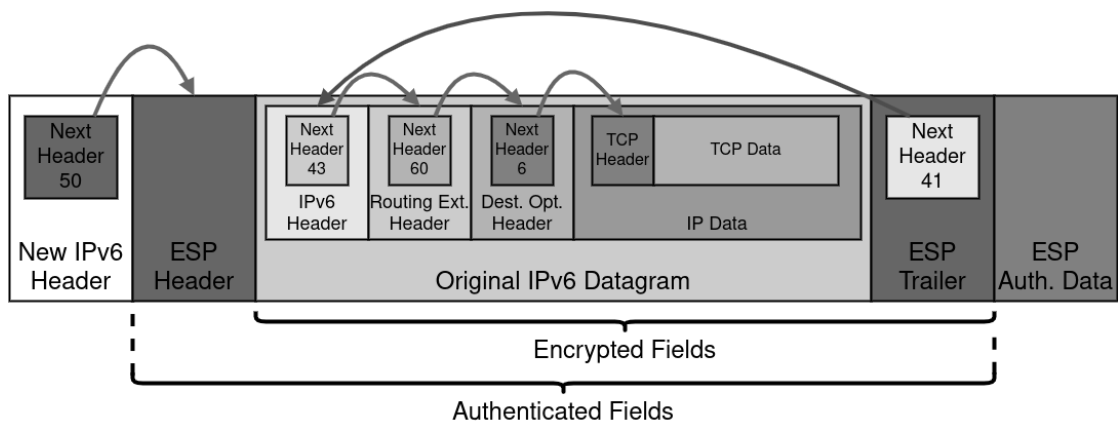 Next
Header
50
New IPv6
Header
ESP
Header
Next
Header
43
IPv6
Header
Next
Header
60
Routing Ext.
Header
Next
Header
6
Dest. Opt.
Header
TCP
Header
TCP Data
IP Data
Original IPv6 Datagram
Next
Header
41
ESP
Trailer
ESP
Auth. Data
Encrypted Fields
Authenticated Fields